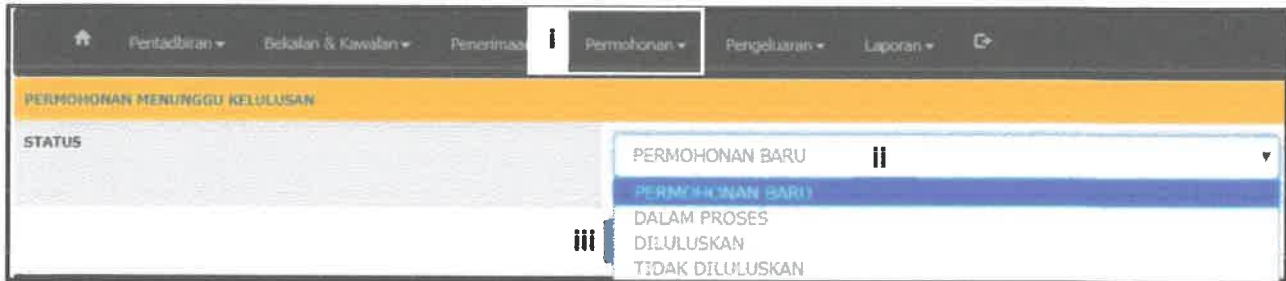 Pentadbiran Bekalan & Kawalan Penerimaa i Permohonan Pengeluaran Laporan
PERMOHONAN MENUNGGU KELULUSAN
STATUS
PERMOHONAN BARU ii
PERMOHONAN BARU
DALAM PROSES
iii DILULUSKAN
TIDAK DILULUSKAN